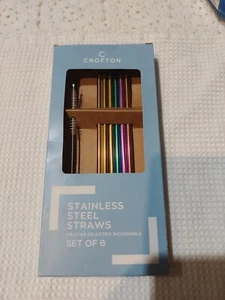 C
CROFTON
STAINLESS
STEEL
STRAWS
SET OF 6